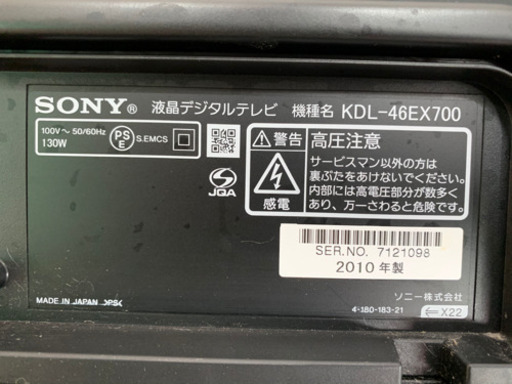 SONY® 液晶デジタルテレビ 機種名 KDL-46EX700
100V～50/60Hz
130W
PS
E
S.EMCS
JQA
警告 高圧注意
感電
サービスマン以外の方は
裏ぶたをあけないでください。
内部には高電圧部分が数多く
あり、万一さわると危険です。
SER.NO. 7121098
2010 年製
MADE IN JAPAN
ソニー株式会社
4-180-183-21
X22